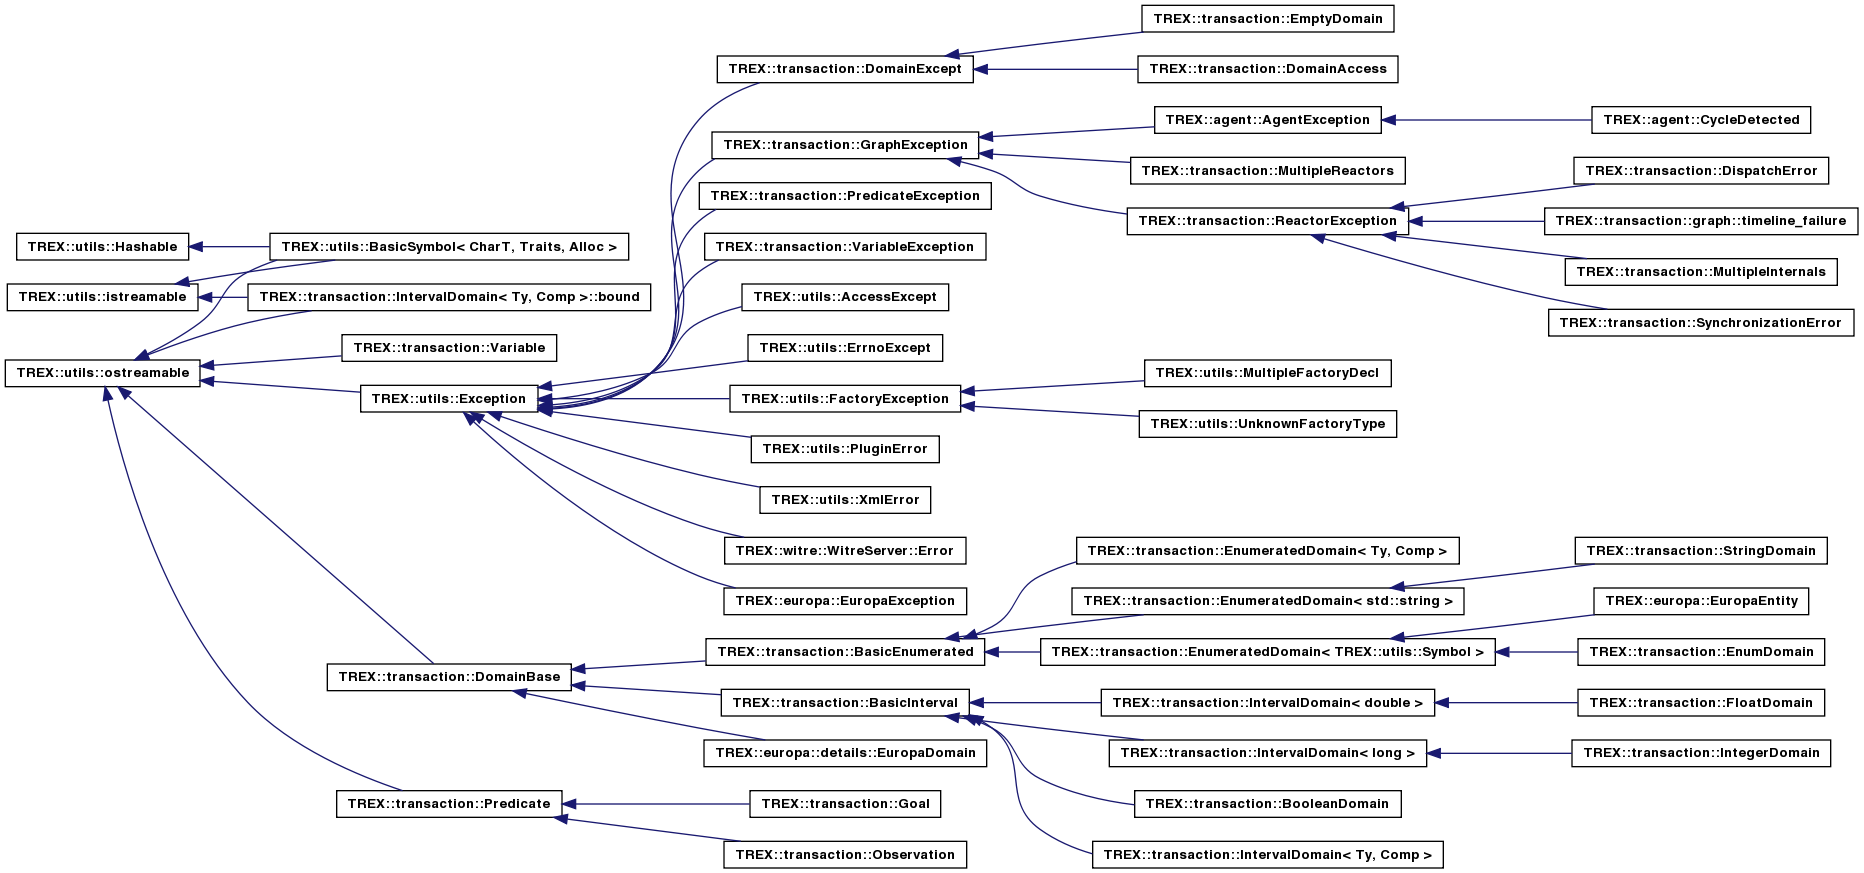 TREX::transaction::EmptyDomain
TREX::transaction::DomainExcept
TREX::transaction::DomainAccess
TREX::agent::AgentException
TREX::agent::CycleDetected
TREX::transaction::GraphException
TREX::transaction::MultipleReactors
TREX::transaction::DispatchError
TREX::transaction::PredicateException
TREX::transaction::ReactorException
TREX::transaction::graph::timeline_failure
TREX::utils::Hashable
TREX::utils::BasicSymbol< CharT, Traits, Alloc >
TREX::transaction::VariableException
TREX::transaction::MultipleInternals
TREX::utils::istreamable
TREX::transaction::IntervalDomain< Ty, Comp >::bound
TREX::utils::AccessExcept
TREX::transaction::SynchronizationError
TREX::transaction::Variable
TREX::utils::ErrnoExcept
TREX::utils::ostreamable
TREX::utils::MultipleFactoryDecl
TREX::utils::Exception
TREX::utils::FactoryException
TREX::utils::UnknownFactoryType
TREX::utils::PluginError
TREX::utils::XmlError
TREX::witre::WitreServer::Error
TREX::transaction::EnumeratedDomain< Ty, Comp >
TREX::transaction::StringDomain
TREX::europa::EuropaException
TREX::transaction::EnumeratedDomain< std::string >
TREX::europa::EuropaEntity
TREX::transaction::BasicEnumerated
TREX::transaction::EnumeratedDomain< TREX::utils::Symbol >
TREX::transaction::EnumDomain
TREX::transaction::DomainBase
TREX::transaction::BasicInterval
TREX::transaction::IntervalDomain< double >
TREX::transaction::FloatDomain
TREX::europa::details::EuropaDomain
TREX::transaction::IntervalDomain< long >
TREX::transaction::IntegerDomain
TREX::transaction::Predicate
TREX::transaction::Goal
TREX::transaction::BooleanDomain
TREX::transaction::Observation
TREX::transaction::IntervalDomain< Ty, Comp >